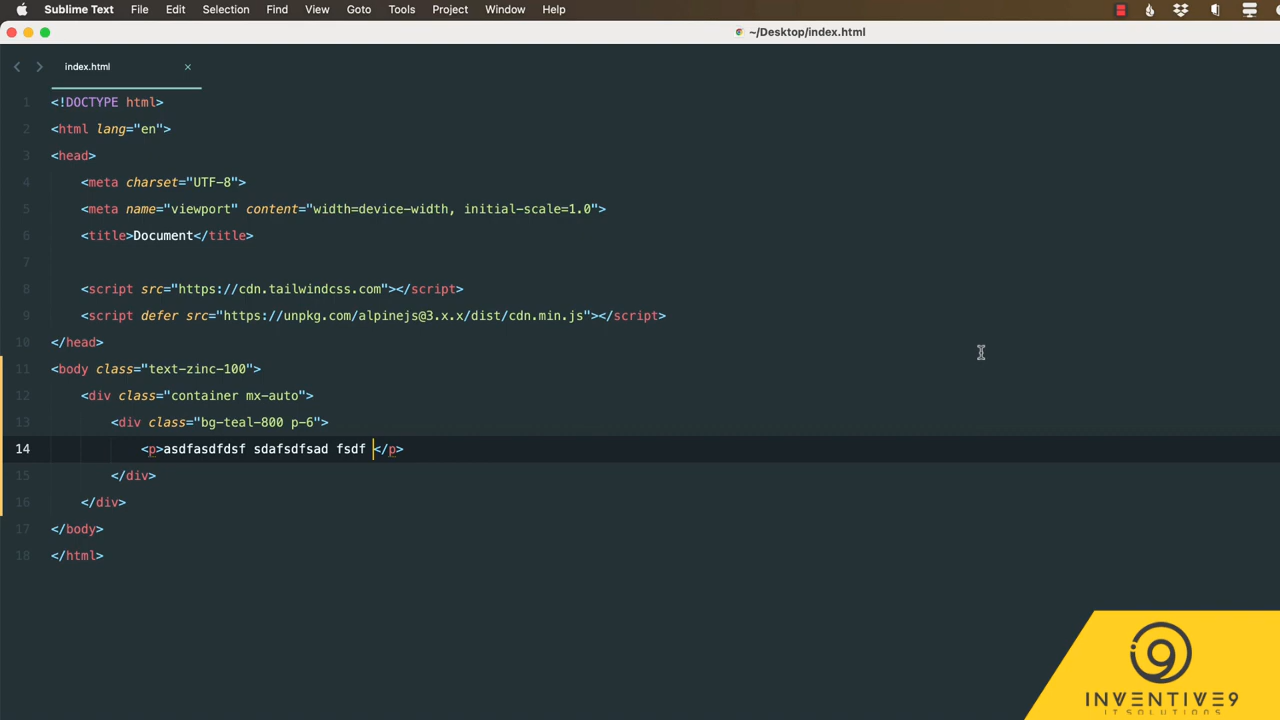 Sublime Text File Edit Selection Find View Goto Tools Project Window Help
~/Desktop/index.html
index.html
1 <!DOCTYPE html>
2 <html lang="en">
3 <head>
4 <meta charset="UTF-8">
5 <meta name="viewport" content="width=device-width, initial-scale=1.0">
6 <title>Document</title>
7
8 <script src="https://cdn.tailwindcss.com"></script>
9 <script defer src="https://unpkg.com/alpinejs@3.x.x/dist/cdn.min.js"></script>
10 </head>
11 <body class="text-zinc-100">
12 <div class="container mx-auto">
13 <div class="bg-teal-800 p-6">
14 <p>asdfasdfdsf sdafsdfsad fsdf </p>
15 </div>
16 </div>
17 </body>
18 </html>
INVENTIVE9
IT SOLUTIONS